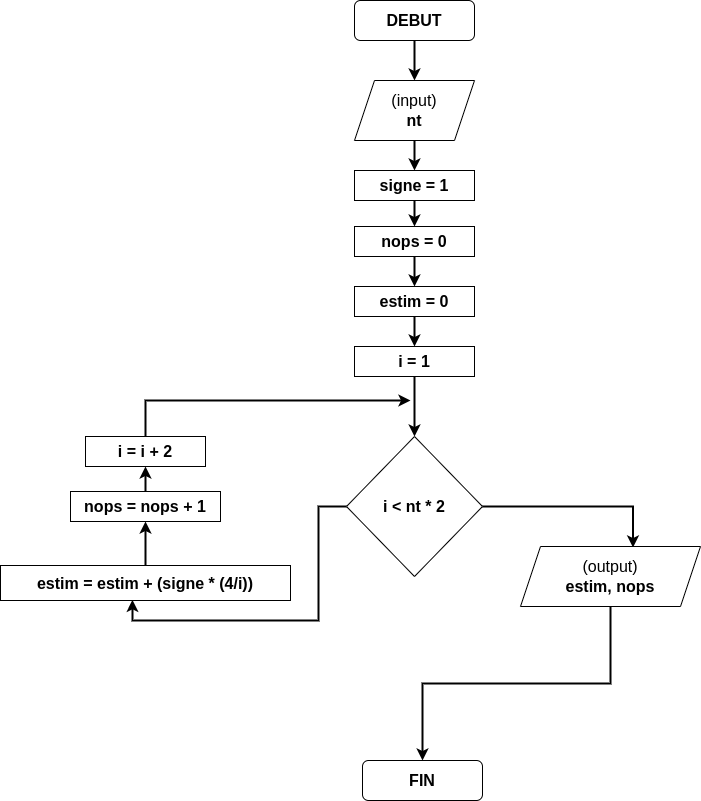 DEBUT
(input)
nt
signe = 1
nops = 0
estim = 0
i = 1
i = i + 2
nops = nops + 1
i < nt * 2
estim = estim + (signe * (4/i))
(output)
estim, nops
FIN